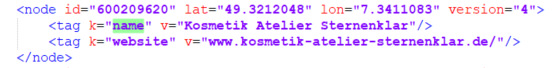 <node id="600209620" lat="49.3212048" lon="7.3411083" version="4">
<tag k="name" v="Kosmetik Atelier Sternenklar"/>
<tag k="website" v="www.kosmetik-atelier-sternenklar.de/"/>
</node>